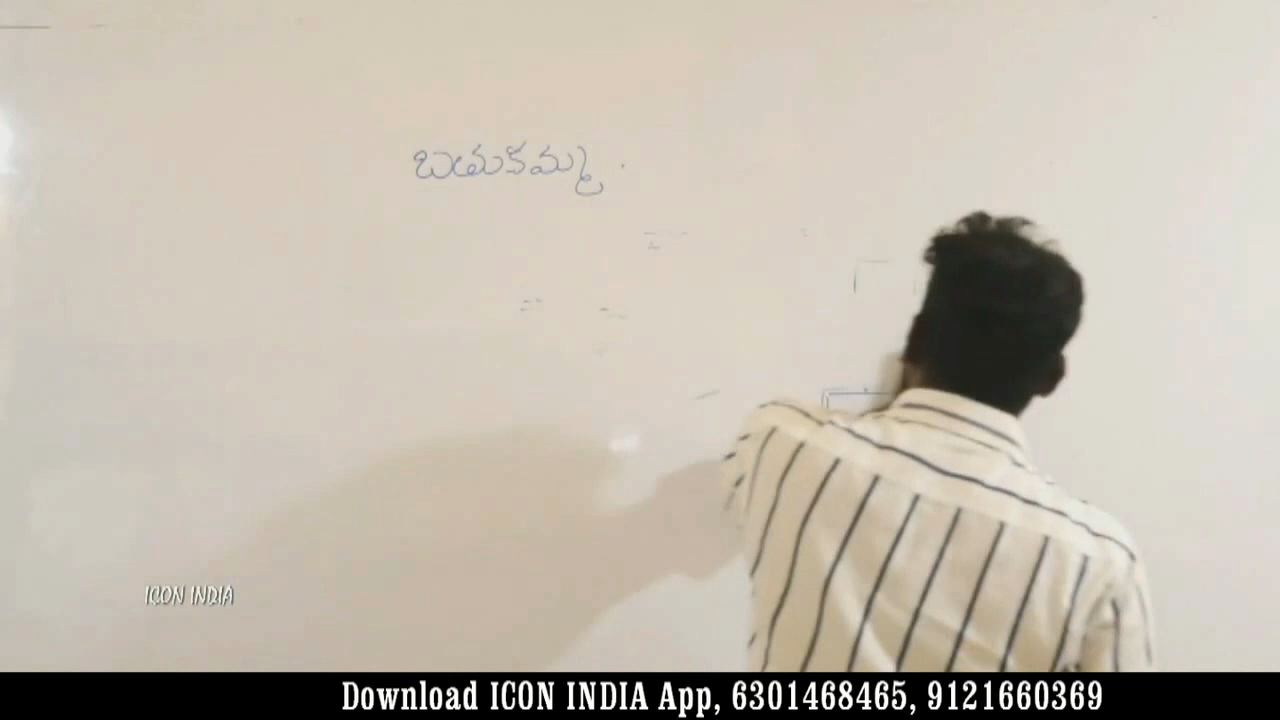 బతుకమ్మ
ICON INDIA
Download ICON INDIA App, 6301468465, 9121660369